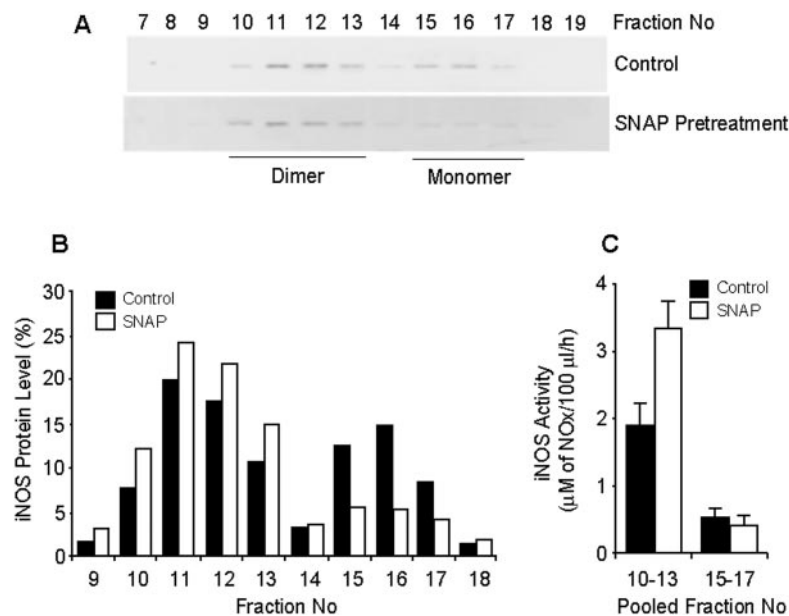 A
7 8 9 10 11 12 13 14 15 16 17 18 19 Fraction No
Control
SNAP Pretreatment
Dimer Monomer
B
Control
SNAP
iNOS Protein Level (%)
30
25
20
15
10
5
0
9 10 11 12 13 14 15 16 17 18
Fraction No
C
Control
SNAP
iNOS Activity
(μM of NOx/100 μl/h)
4
3
2
1
0
10-13 15-17
Pooled Fraction No